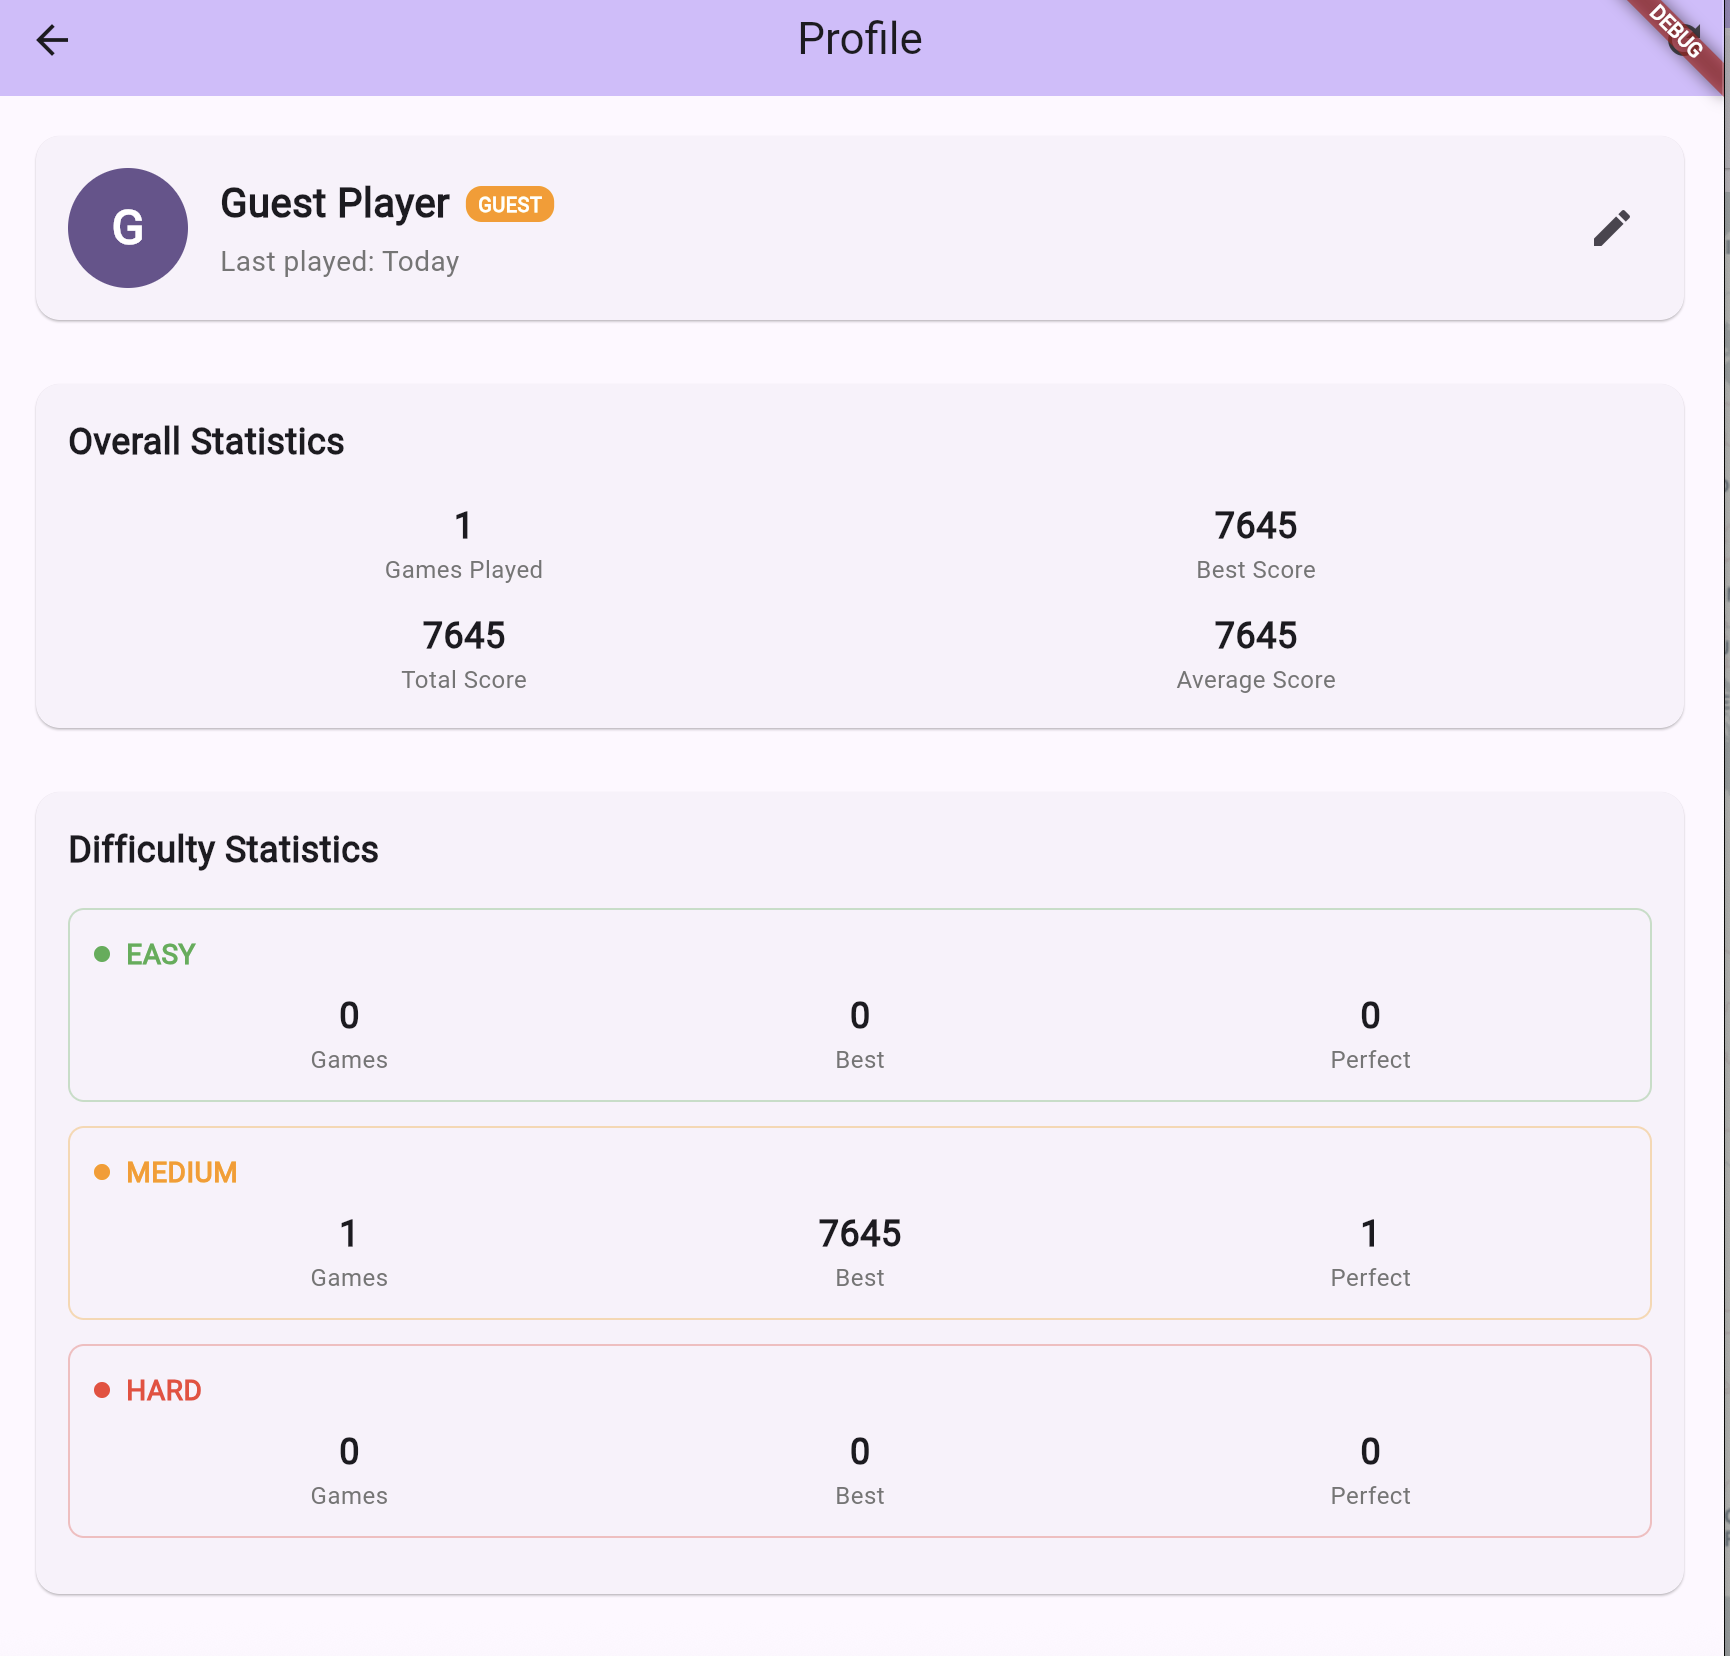 Profile
DEBUG
G
Guest Player GUEST
Last played: Today
Overall Statistics
1 7645
Games Played Best Score
7645 7645
Total Score Average Score
Difficulty Statistics
EASY
0 0 0
Games Best Perfect
MEDIUM
1 7645 1
Games Best Perfect
HARD
0 0 0
Games Best Perfect